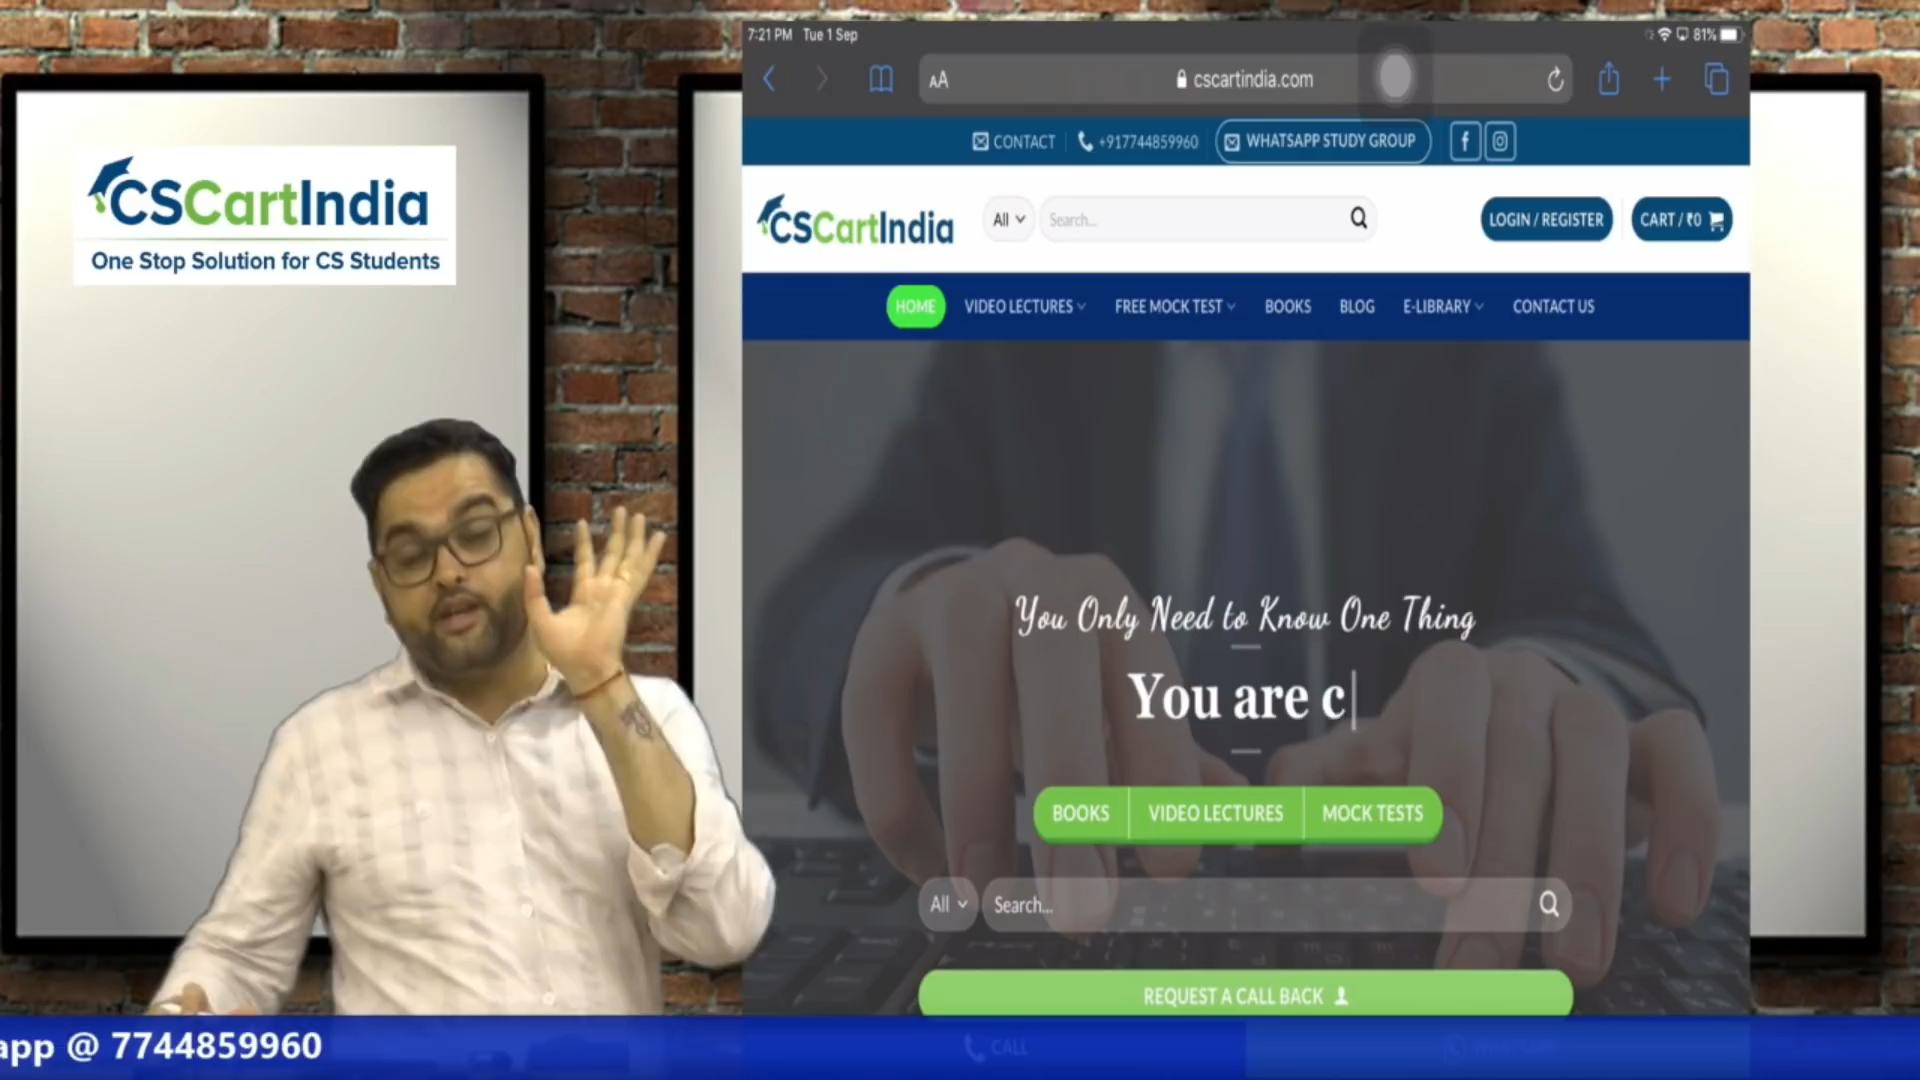 7:21 PM Tue 1 Sep
81%
AA
cscartindia.com
CONTACT
+917744859960
WHATSAPP STUDY GROUP
CSCartIndia
One Stop Solution for CS Students
CSCartIndia
All
Search...
LOGIN / REGISTER
CART / ₹0
HOME
VIDEO LECTURES
FREE MOCK TEST
BOOKS
BLOG
E-LIBRARY
CONTACT US
You Only Need to Know One Thing
You are c
BOOKS
VIDEO LECTURES
MOCK TESTS
All
Search...
REQUEST A CALL BACK
app @ 7744859960
CALL